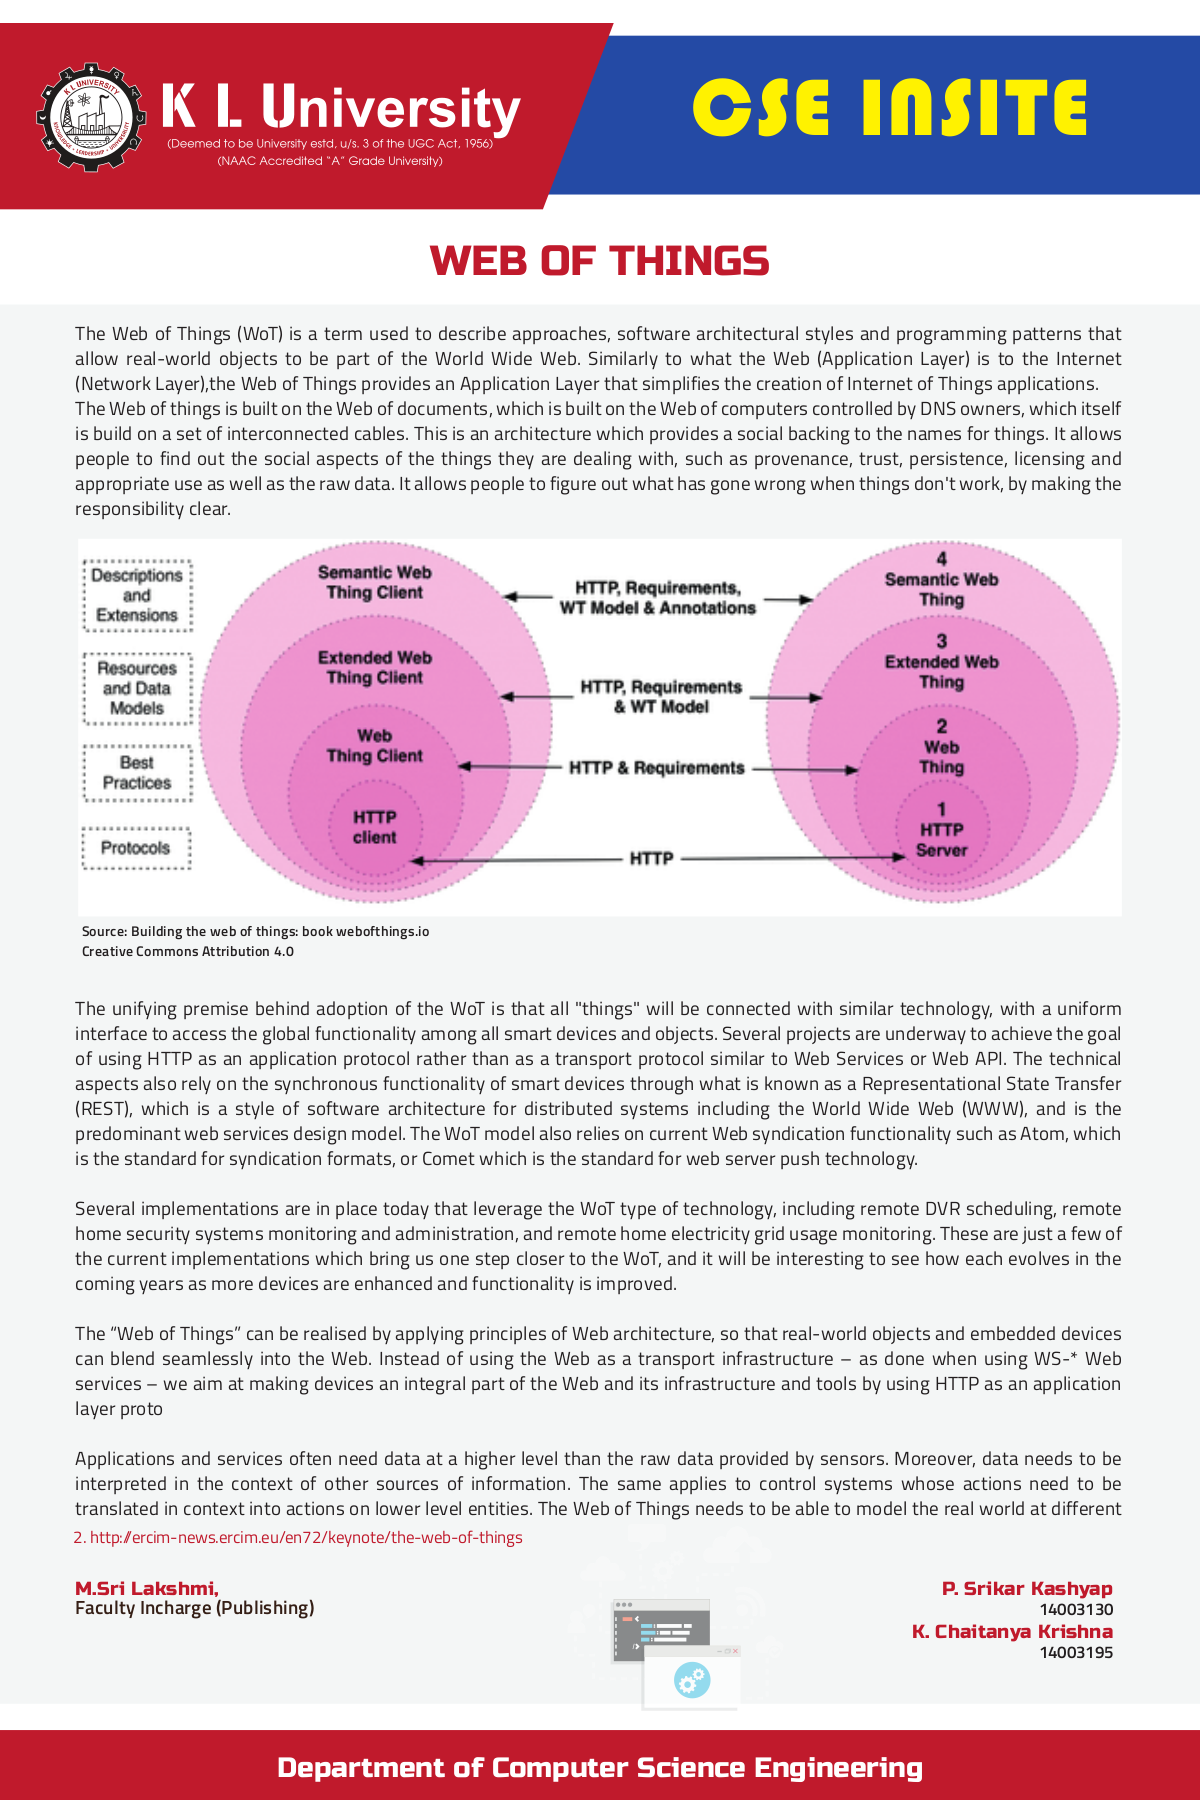 K L UNIVERSITY
KNOWLEDGE · LEADERSHIP · UNIVERSALITY
K L University
(Deemed to be University estd, u/s. 3 of the UGC Act, 1956)
(NAAC Accredited "A" Grade University)
CSE INSITE
WEB OF THINGS
The Web of Things (WoT) is a term used to describe approaches, software architectural styles and programming patterns that
allow real-world objects to be part of the World Wide Web. Similarly to what the Web (Application Layer) is to the Internet
(Network Layer),the Web of Things provides an Application Layer that simplifies the creation of Internet of Things applications.
The Web of things is built on the Web of documents, which is built on the Web of computers controlled by DNS owners, which itself
is build on a set of interconnected cables. This is an architecture which provides a social backing to the names for things. It allows
people to find out the social aspects of the things they are dealing with, such as provenance, trust, persistence, licensing and
appropriate use as well as the raw data. It allows people to figure out what has gone wrong when things don't work, by making the
responsibility clear.
Descriptions
and
Extensions
Resources
and Data
Models
Best
Practices
Protocols
Semantic Web
Thing Client
Extended Web
Thing Client
Web
Thing Client
HTTP
client
HTTP, Requirements,
WT Model & Annotations
HTTP, Requirements
& WT Model
HTTP & Requirements
HTTP
4
Semantic Web
Thing
3
Extended Web
Thing
2
Web
Thing
1
HTTP
Server
Source: Building the web of things: book webofthings.io
Creative Commons Attribution 4.0
The unifying premise behind adoption of the WoT is that all "things" will be connected with similar technology, with a uniform
interface to access the global functionality among all smart devices and objects. Several projects are underway to achieve the goal
of using HTTP as an application protocol rather than as a transport protocol similar to Web Services or Web API. The technical
aspects also rely on the synchronous functionality of smart devices through what is known as a Representational State Transfer
(REST), which is a style of software architecture for distributed systems including the World Wide Web (WWW), and is the
predominant web services design model. The WoT model also relies on current Web syndication functionality such as Atom, which
is the standard for syndication formats, or Comet which is the standard for web server push technology.
Several implementations are in place today that leverage the WoT type of technology, including remote DVR scheduling, remote
home security systems monitoring and administration, and remote home electricity grid usage monitoring. These are just a few of
the current implementations which bring us one step closer to the WoT, and it will be interesting to see how each evolves in the
coming years as more devices are enhanced and functionality is improved.
The “Web of Things” can be realised by applying principles of Web architecture, so that real-world objects and embedded devices
can blend seamlessly into the Web. Instead of using the Web as a transport infrastructure – as done when using WS-* Web
services – we aim at making devices an integral part of the Web and its infrastructure and tools by using HTTP as an application
layer proto
Applications and services often need data at a higher level than the raw data provided by sensors. Moreover, data needs to be
interpreted in the context of other sources of information. The same applies to control systems whose actions need to be
translated in context into actions on lower level entities. The Web of Things needs to be able to model the real world at different
2. http://ercim-news.ercim.eu/en72/keynote/the-web-of-things
M.Sri Lakshmi,
Faculty Incharge (Publishing)
P. Srikar Kashyap
14003130
K. Chaitanya Krishna
14003195
Department of Computer Science Engineering